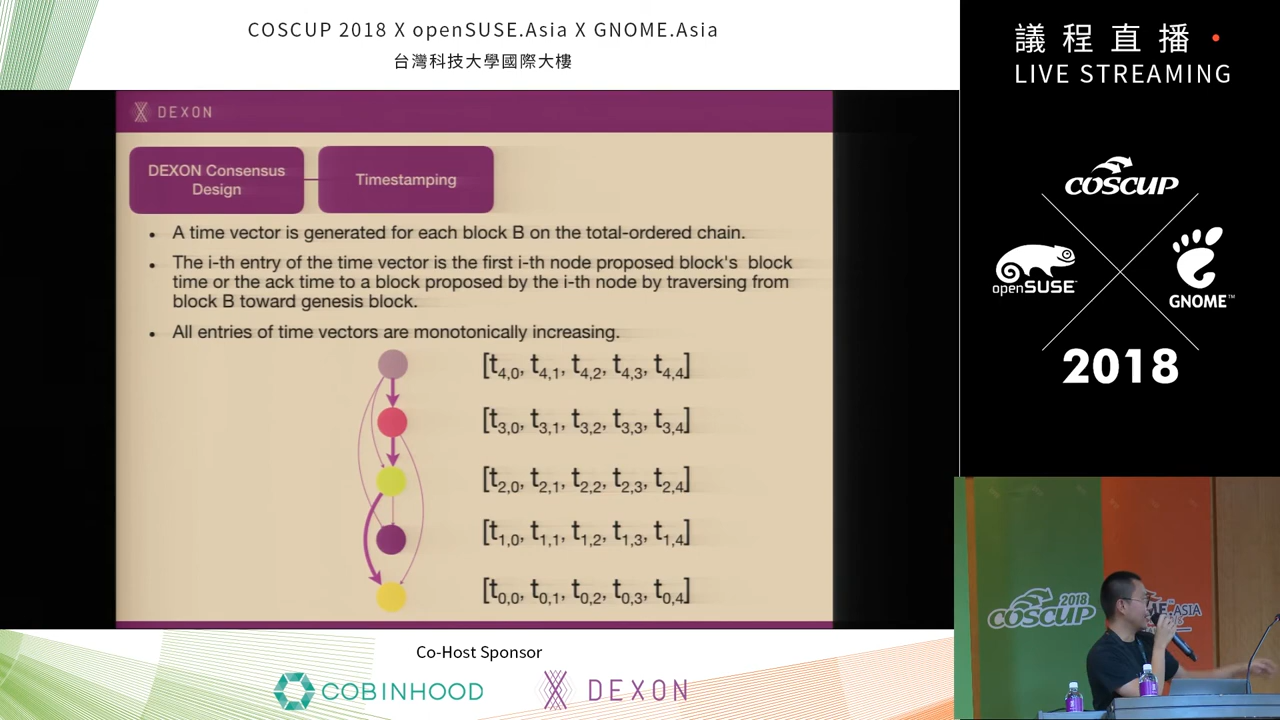 COSCUP 2018 X openSUSE.Asia X GNOME.Asia
台灣科技大學國際大樓
議程直播
LIVE STREAMING
DEXON
DEXON Consensus
Design
Timestamping
• A time vector is generated for each block B on the total-ordered chain.
• The i-th entry of the time vector is the first i-th node proposed block's block
time or the ack time to a block proposed by the i-th node by traversing from
block B toward genesis block.
• All entries of time vectors are monotonically increasing.
[t4,0, t4,1, t4,2, t4,3, t4,4]
[t3,0, t3,1, t3,2, t3,3, t3,4]
[t2,0, t2,1, t2,2, t2,3, t2,4]
[t1,0, t1,1, t1,2, t1,3, t1,4]
[t0,0, t0,1, t0,2, t0,3, t0,4]
COSCUP
openSUSE
GNOME™
2018
2018
COSCUP
ASIA
Co-Host Sponsor
COBINHOOD
DEXON